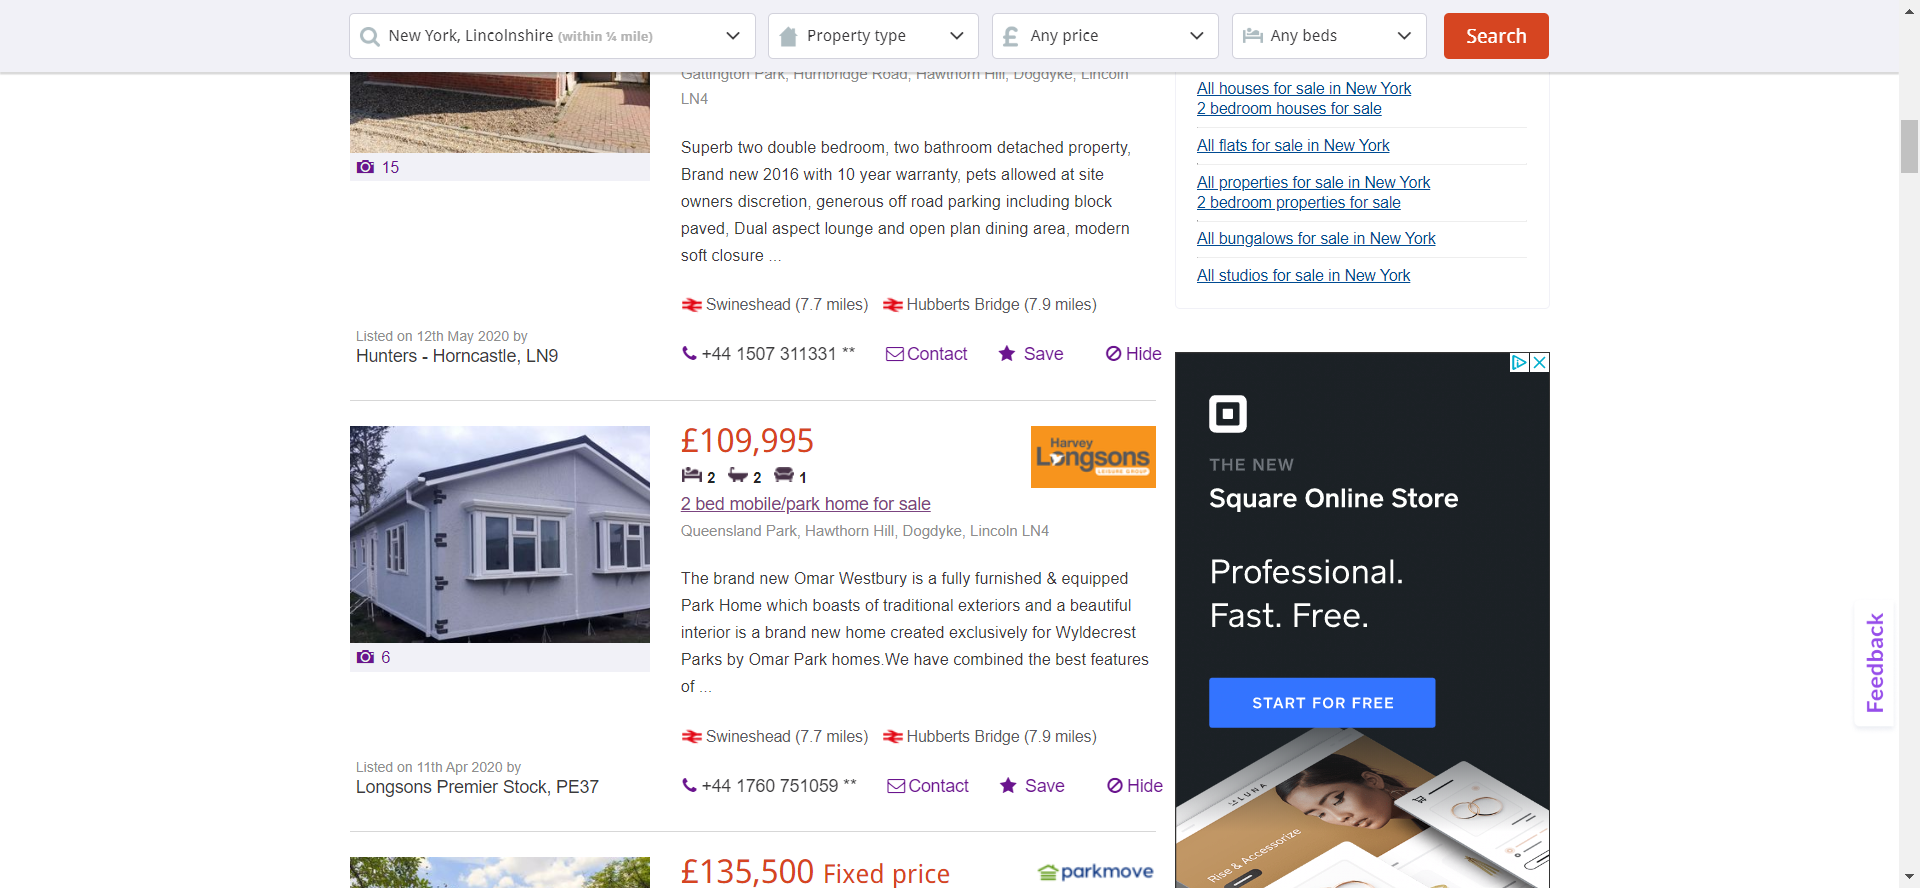 New York, Lincolnshire (within ¼ mile)
Property type
Any price
Any beds
Search
Gattington Park, Humbridge Road, Hawthorn Hill, Dogdyke, Lincoln
LN4
15
Superb two double bedroom, two bathroom detached property,
Brand new 2016 with 10 year warranty, pets allowed at site
owners discretion, generous off road parking including block
paved, Dual aspect lounge and open plan dining area, modern
soft closure ...
Swineshead (7.7 miles) Hubberts Bridge (7.9 miles)
Listed on 12th May 2020 by
Hunters - Horncastle, LN9
+44 1507 311331 ** Contact Save Hide
£109,995
2 2 1
2 bed mobile/park home for sale
Queensland Park, Hawthorn Hill, Dogdyke, Lincoln LN4
Harvey
Longsons
LEISURE GROUP
6
The brand new Omar Westbury is a fully furnished & equipped
Park Home which boasts of traditional exteriors and a beautiful
interior is a brand new home created exclusively for Wyldecrest
Parks by Omar Park homes.We have combined the best features
of ...
Swineshead (7.7 miles) Hubberts Bridge (7.9 miles)
Listed on 11th Apr 2020 by
Longsons Premier Stock, PE37
+44 1760 751059 ** Contact Save Hide
£135,500 Fixed price
parkmove
All houses for sale in New York
2 bedroom houses for sale
All flats for sale in New York
All properties for sale in New York
2 bedroom properties for sale
All bungalows for sale in New York
All studios for sale in New York
THE NEW
Square Online Store
Professional.
Fast. Free.
START FOR FREE
LUNA
Rise & Accessorize
Feedback